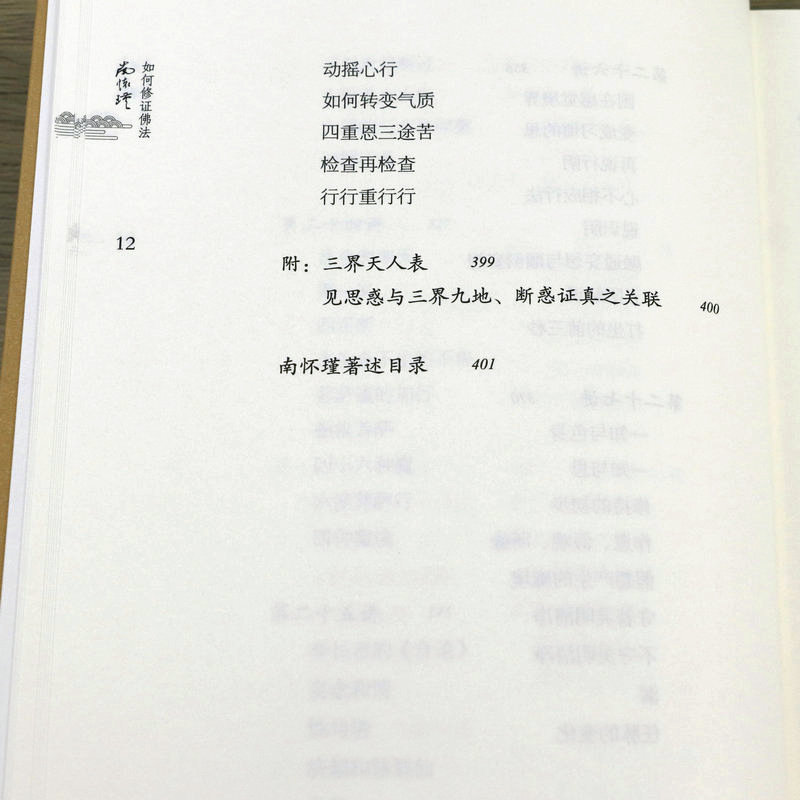 如何修证佛法
南怀瑾
动摇心行
如何转变气质
四重恩三途苦
检查再检查
行行重行行
12
附：三界天人表 399
见思惑与三界九地、断惑证真之关联 400
南怀瑾著述目录 401